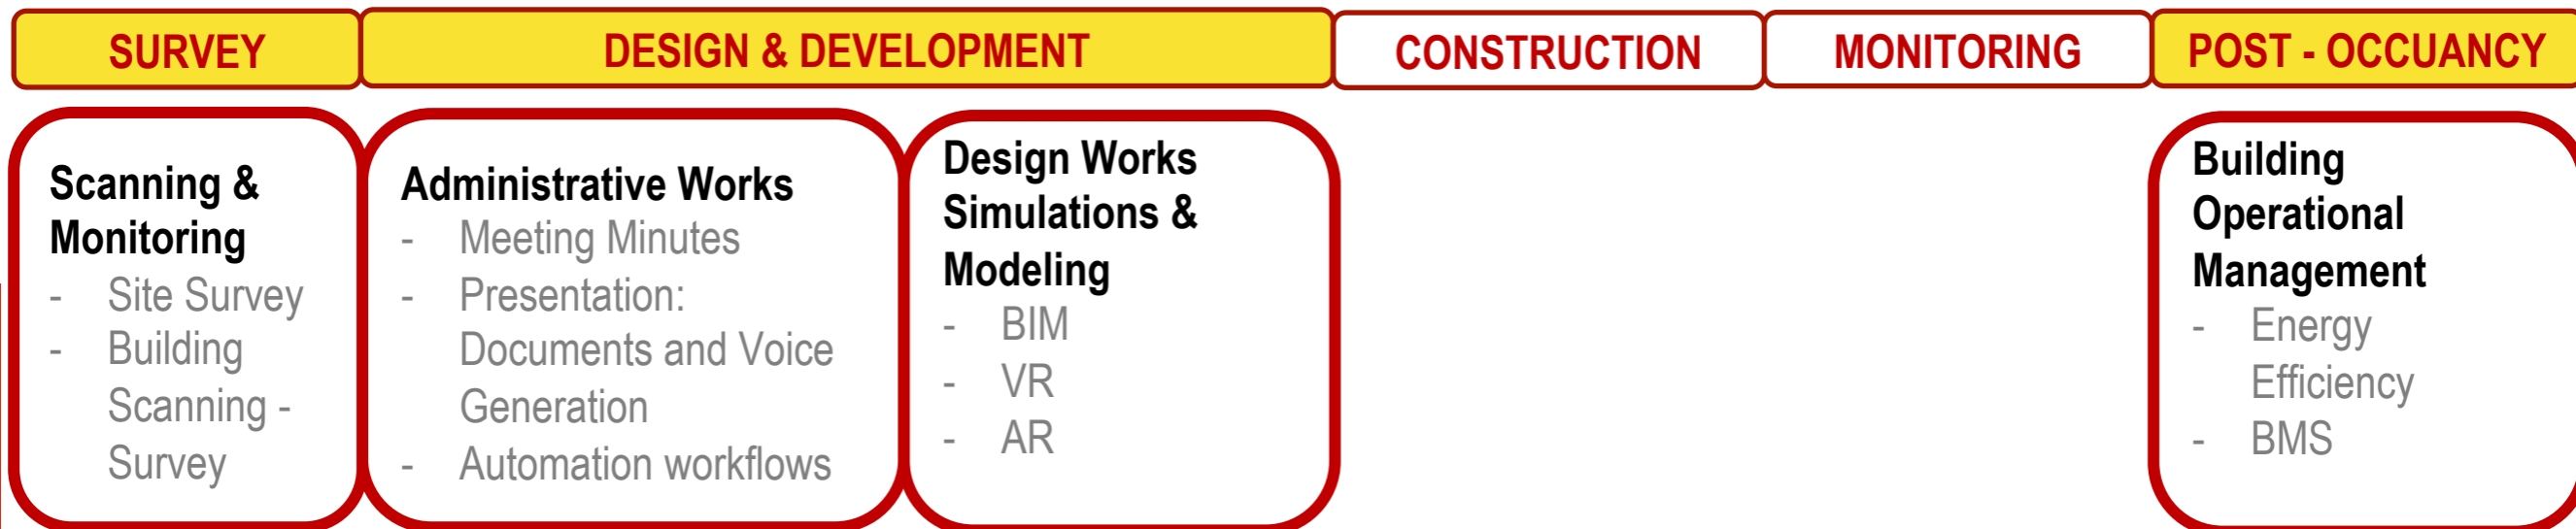 SURVEY
DESIGN & DEVELOPMENT
CONSTRUCTION
MONITORING
POST - OCCUANCY
Scanning &
Monitoring
- Site Survey
- Building
Scanning -
Survey
Administrative Works
- Meeting Minutes
- Presentation:
Documents and Voice
Generation
- Automation workflows
Design Works
Simulations &
Modeling
- BIM
- VR
- AR
Building
Operational
Management
- Energy
Efficiency
- BMS